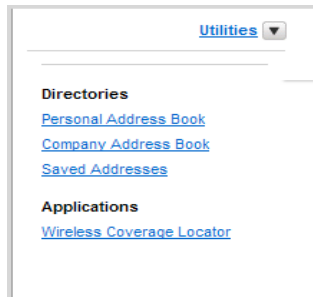 Utilities
Directories
Personal Address Book
Company Address Book
Saved Addresses
Applications
Wireless Coverage Locator